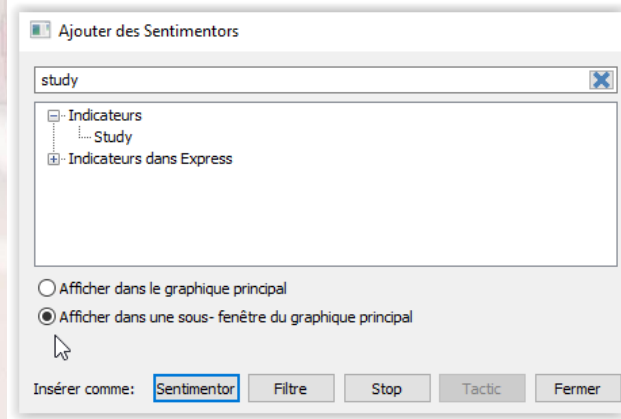 Ajouter des Sentimentors
study
Indicateurs
Study
Indicateurs dans Express
Afficher dans le graphique principal
Afficher dans une sous- fenêtre du graphique principal
Insérer comme: Sentimentor Filtre Stop Tactic Fermer